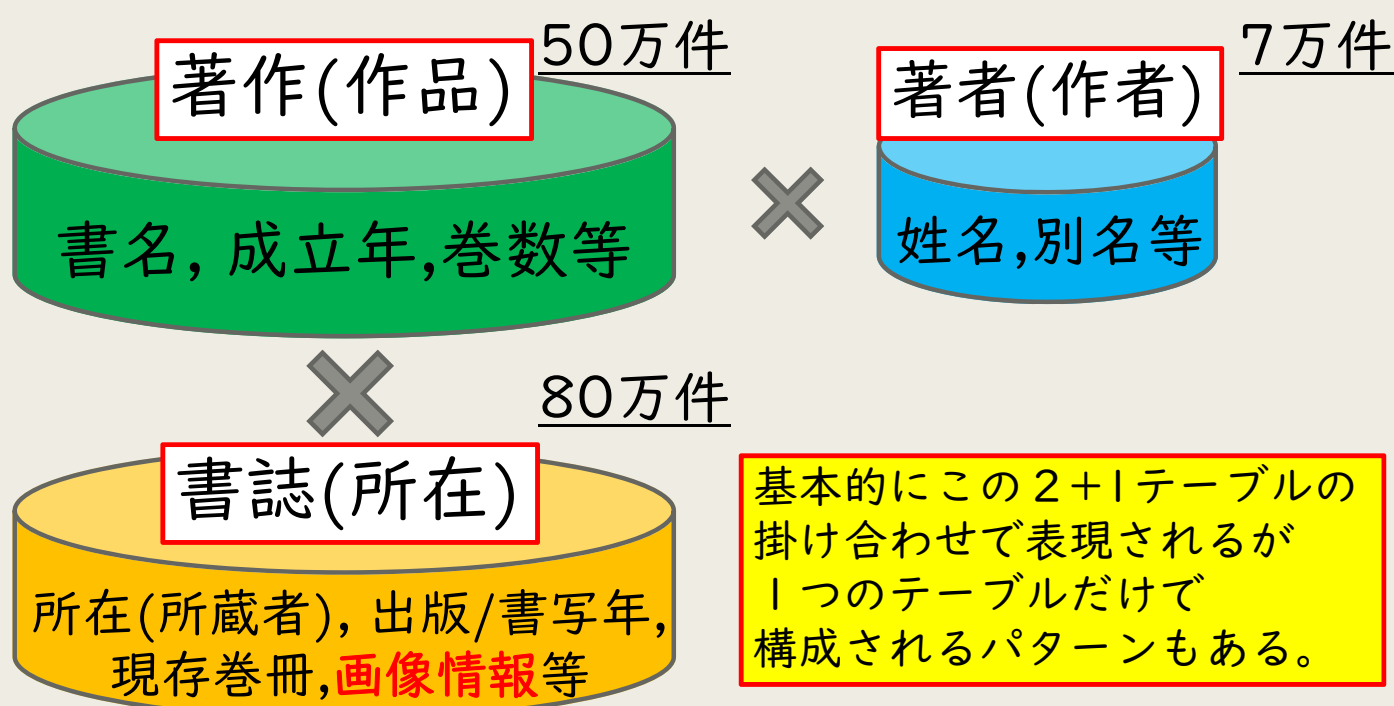 著作(作品)
50万件
書名, 成立年,巻数等
著者(作者)
7万件
姓名,別名等
80万件
書誌(所在)
所在(所蔵者), 出版/書写年,
現存巻冊,画像情報等
基本的にこの2+1テーブルの
掛け合わせで表現されるが
1つのテーブルだけで
構成されるパターンもある。